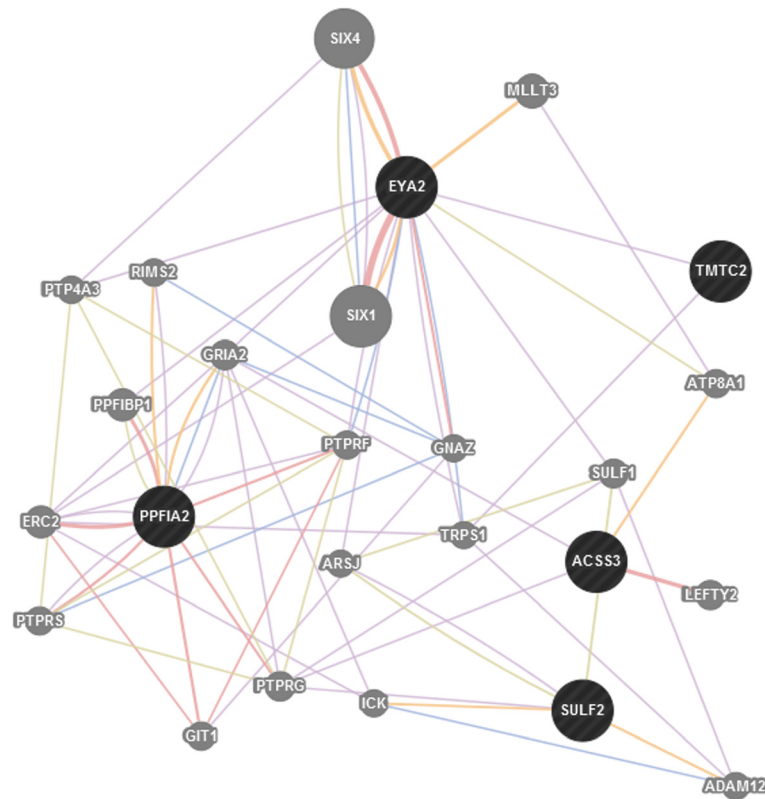 SIX4
MLLT3
EYA2
TMTC2
RIMS2
PTP4A3
SIX1
GRIA2
ATP8A1
PPFIBP1
PTPRF
GNAZ
SULF1
PPFIA2
ERC2
TRPS1
ARSJ
ACSS3
LEFTY2
PTPRS
PTPRG
ICK
SULF2
GIT1
ADAM12